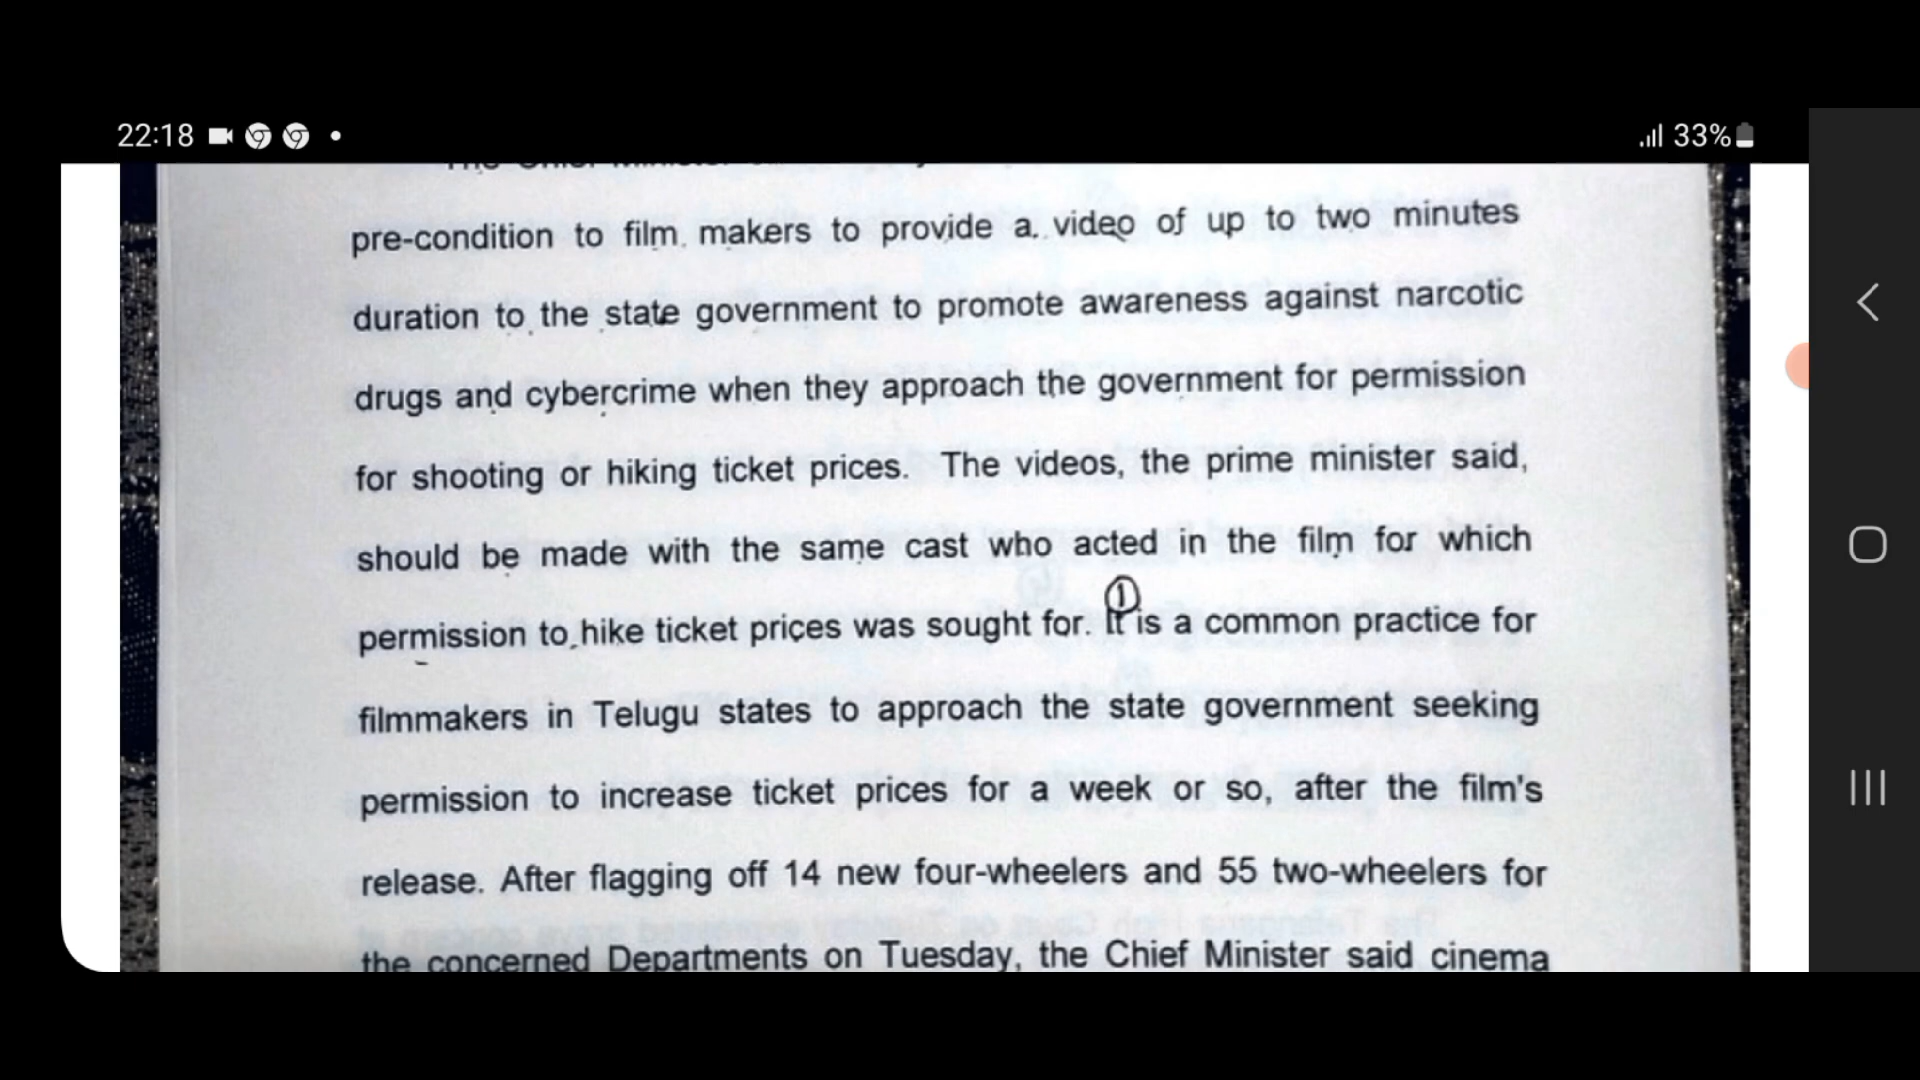 22:18
33%
The Chief Minister
pre-condition to film makers to provide a video of up to two minutes
duration to the state government to promote awareness against narcotic
drugs and cybercrime when they approach the government for permission
for shooting or hiking ticket prices. The videos, the prime minister said,
should be made with the same cast who acted in the film for which
①
permission to hike ticket prices was sought for. It is a common practice for
filmmakers in Telugu states to approach the state government seeking
permission to increase ticket prices for a week or so, after the film's
release. After flagging off 14 new four-wheelers and 55 two-wheelers for
the concerned Departments on Tuesday, the Chief Minister said cinema